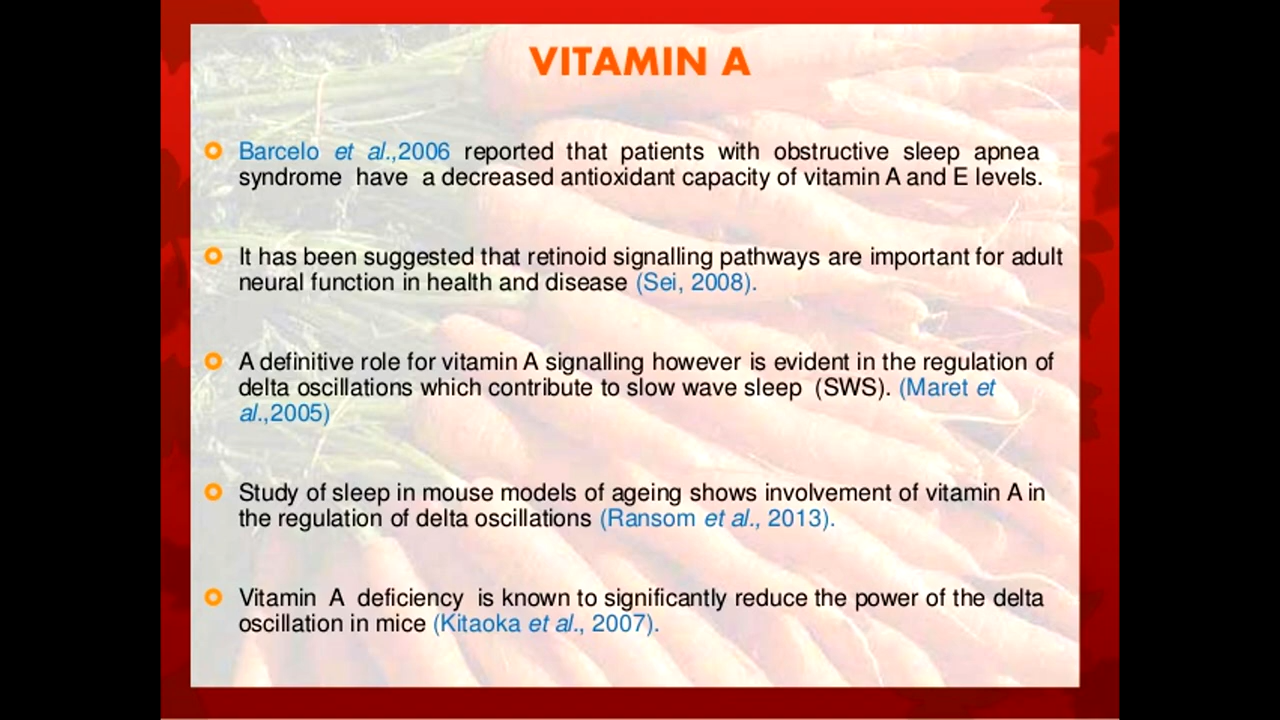 VITAMIN A
Barcelo et al.,2006 reported that patients with obstructive sleep apnea
syndrome have a decreased antioxidant capacity of vitamin A and E levels.
It has been suggested that retinoid signalling pathways are important for adult
neural function in health and disease (Sei, 2008).
A definitive role for vitamin A signalling however is evident in the regulation of
delta oscillations which contribute to slow wave sleep (SWS). (Maret et
al.,2005)
Study of sleep in mouse models of ageing shows involvement of vitamin A in
the regulation of delta oscillations (Ransom et al., 2013).
Vitamin A deficiency is known to significantly reduce the power of the delta
oscillation in mice (Kitaoka et al., 2007).